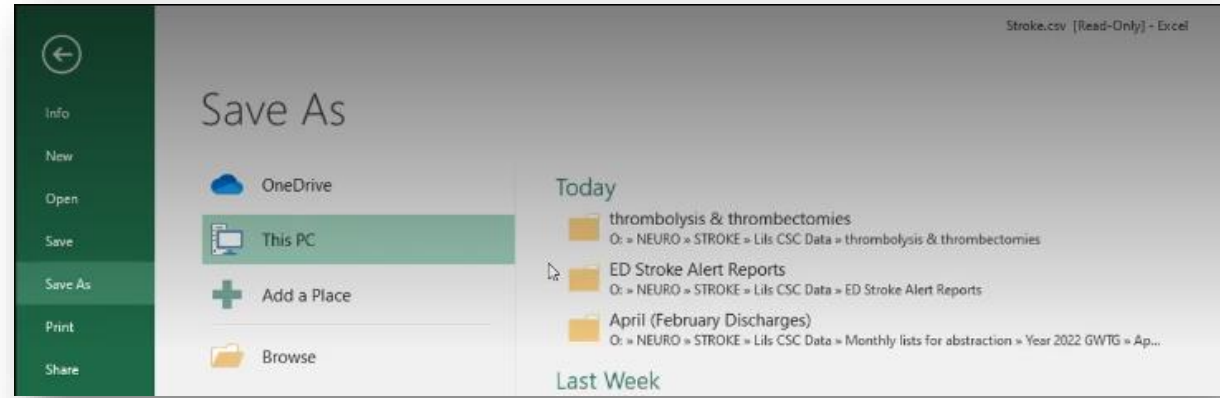 Stroke.csv [Read-Only] - Excel
Info
New
Open
Save
Save As
Print
Share
Save As
OneDrive
This PC
Add a Place
Browse
Today
thrombolysis & thrombectomies
O: » NEURO » STROKE » Lils CSC Data » thrombolysis & thrombectomies
ED Stroke Alert Reports
O: » NEURO » STROKE » Lils CSC Data » ED Stroke Alert Reports
April (February Discharges)
O: » NEURO » STROKE » Lils CSC Data » Monthly lists for abstraction » Year 2022 GWTG » Ap...
Last Week